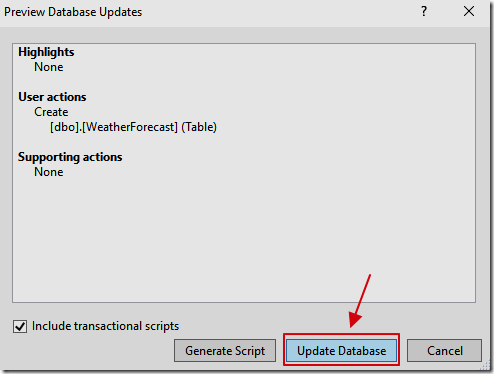 Preview Database Updates
Highlights
None
User actions
Create
[dbo].[WeatherForecast] (Table)
Supporting actions
None
Include transactional scripts
Generate Script Update Database Cancel